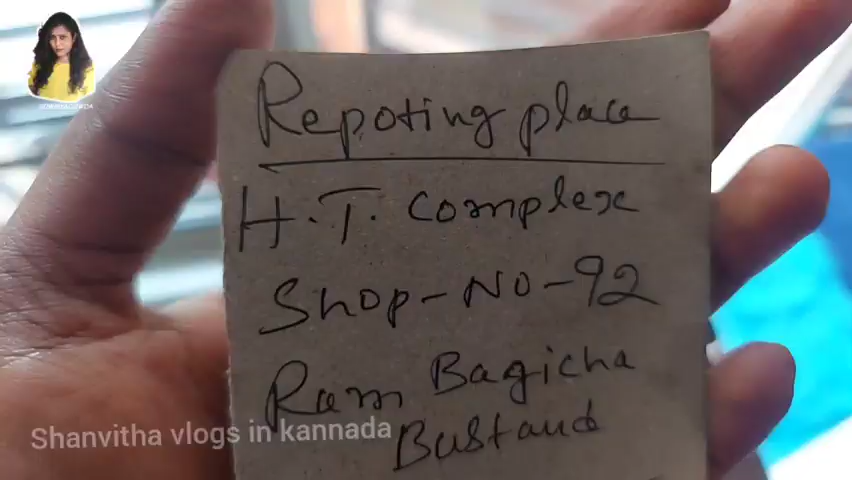 Repoting place
H.T. complex
Shop-No-92
Ram Bagicha
Bustand
Shanvitha vlogs in kannada